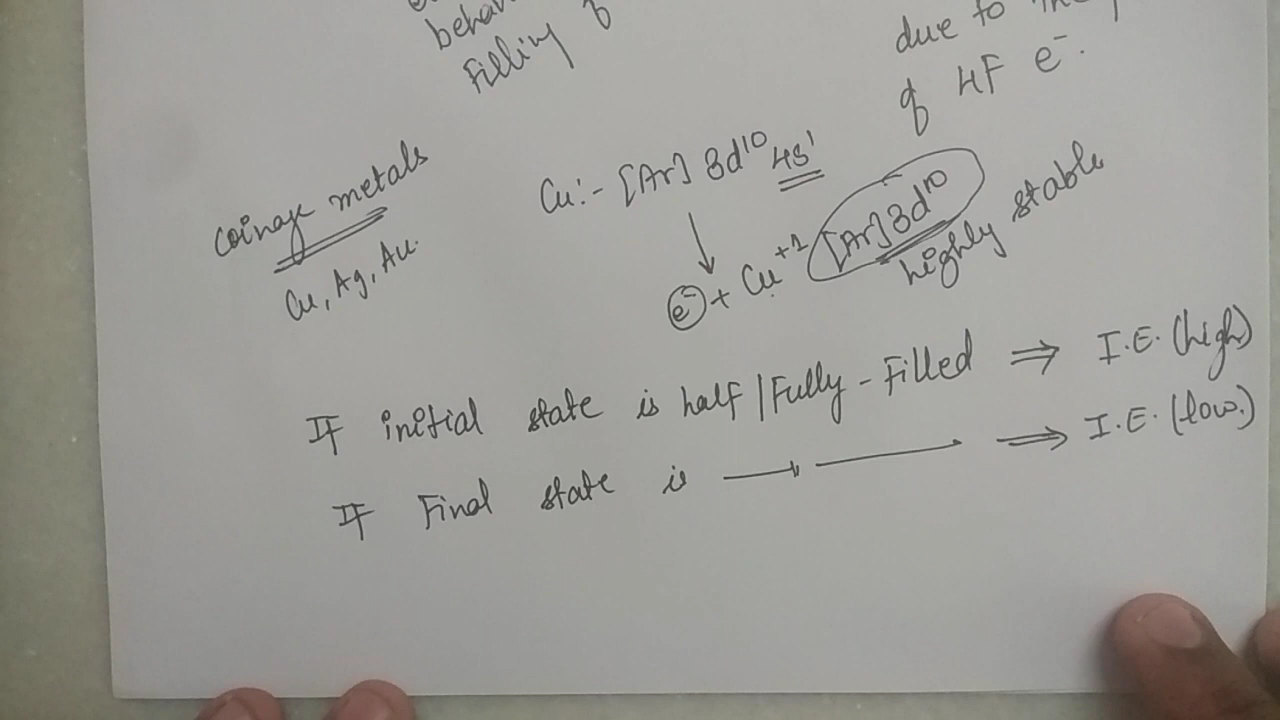 Filling of
due to
of 4F e⁻.
coinage metals
Cu, Ag, Au.
Cu:- [Ar] 3d¹⁰ 4s¹
↓
e⁻ + Cu⁺¹ [Ar] 3d¹⁰
highly stable
IF initial state is half/Fully-Filled ⇒ I.E. (high)
IF Final state is —〃— ⇒ I.E. (low.)